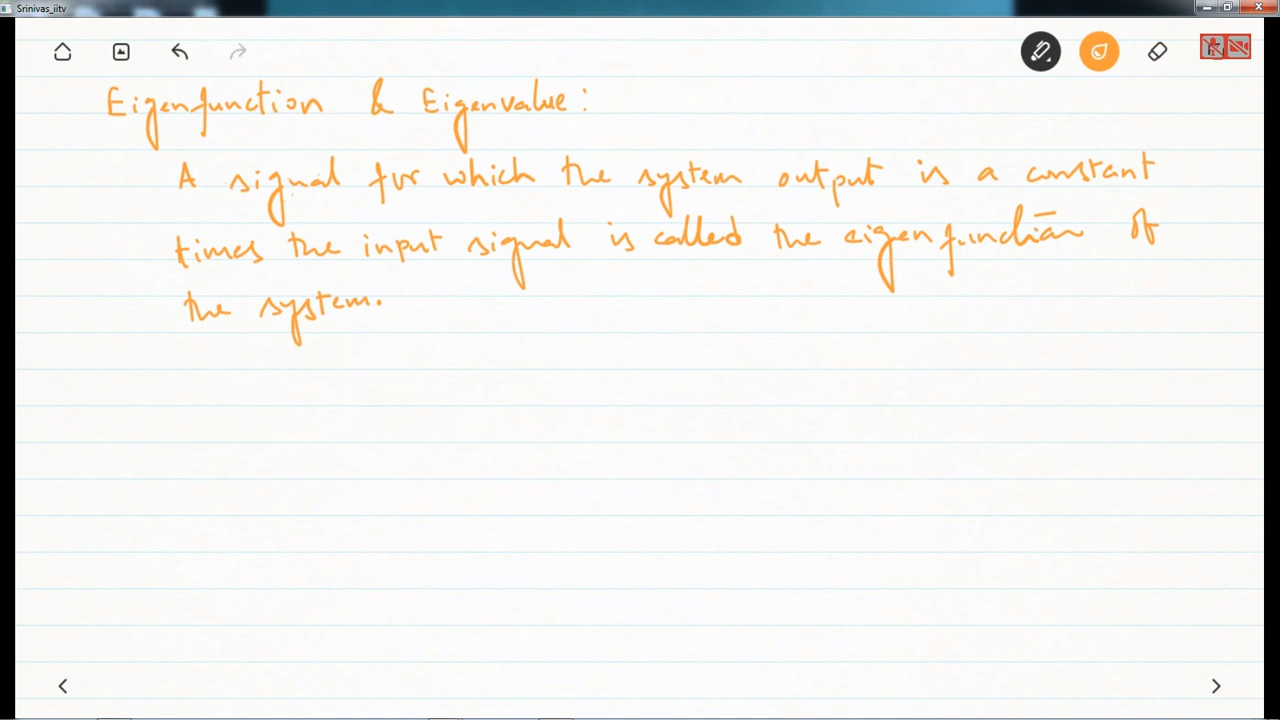 Srinivas_iitv
Eigenfunction & Eigenvalue:
A signal for which the system output is a constant
times the input signal is called the eigenfunction of
the system.